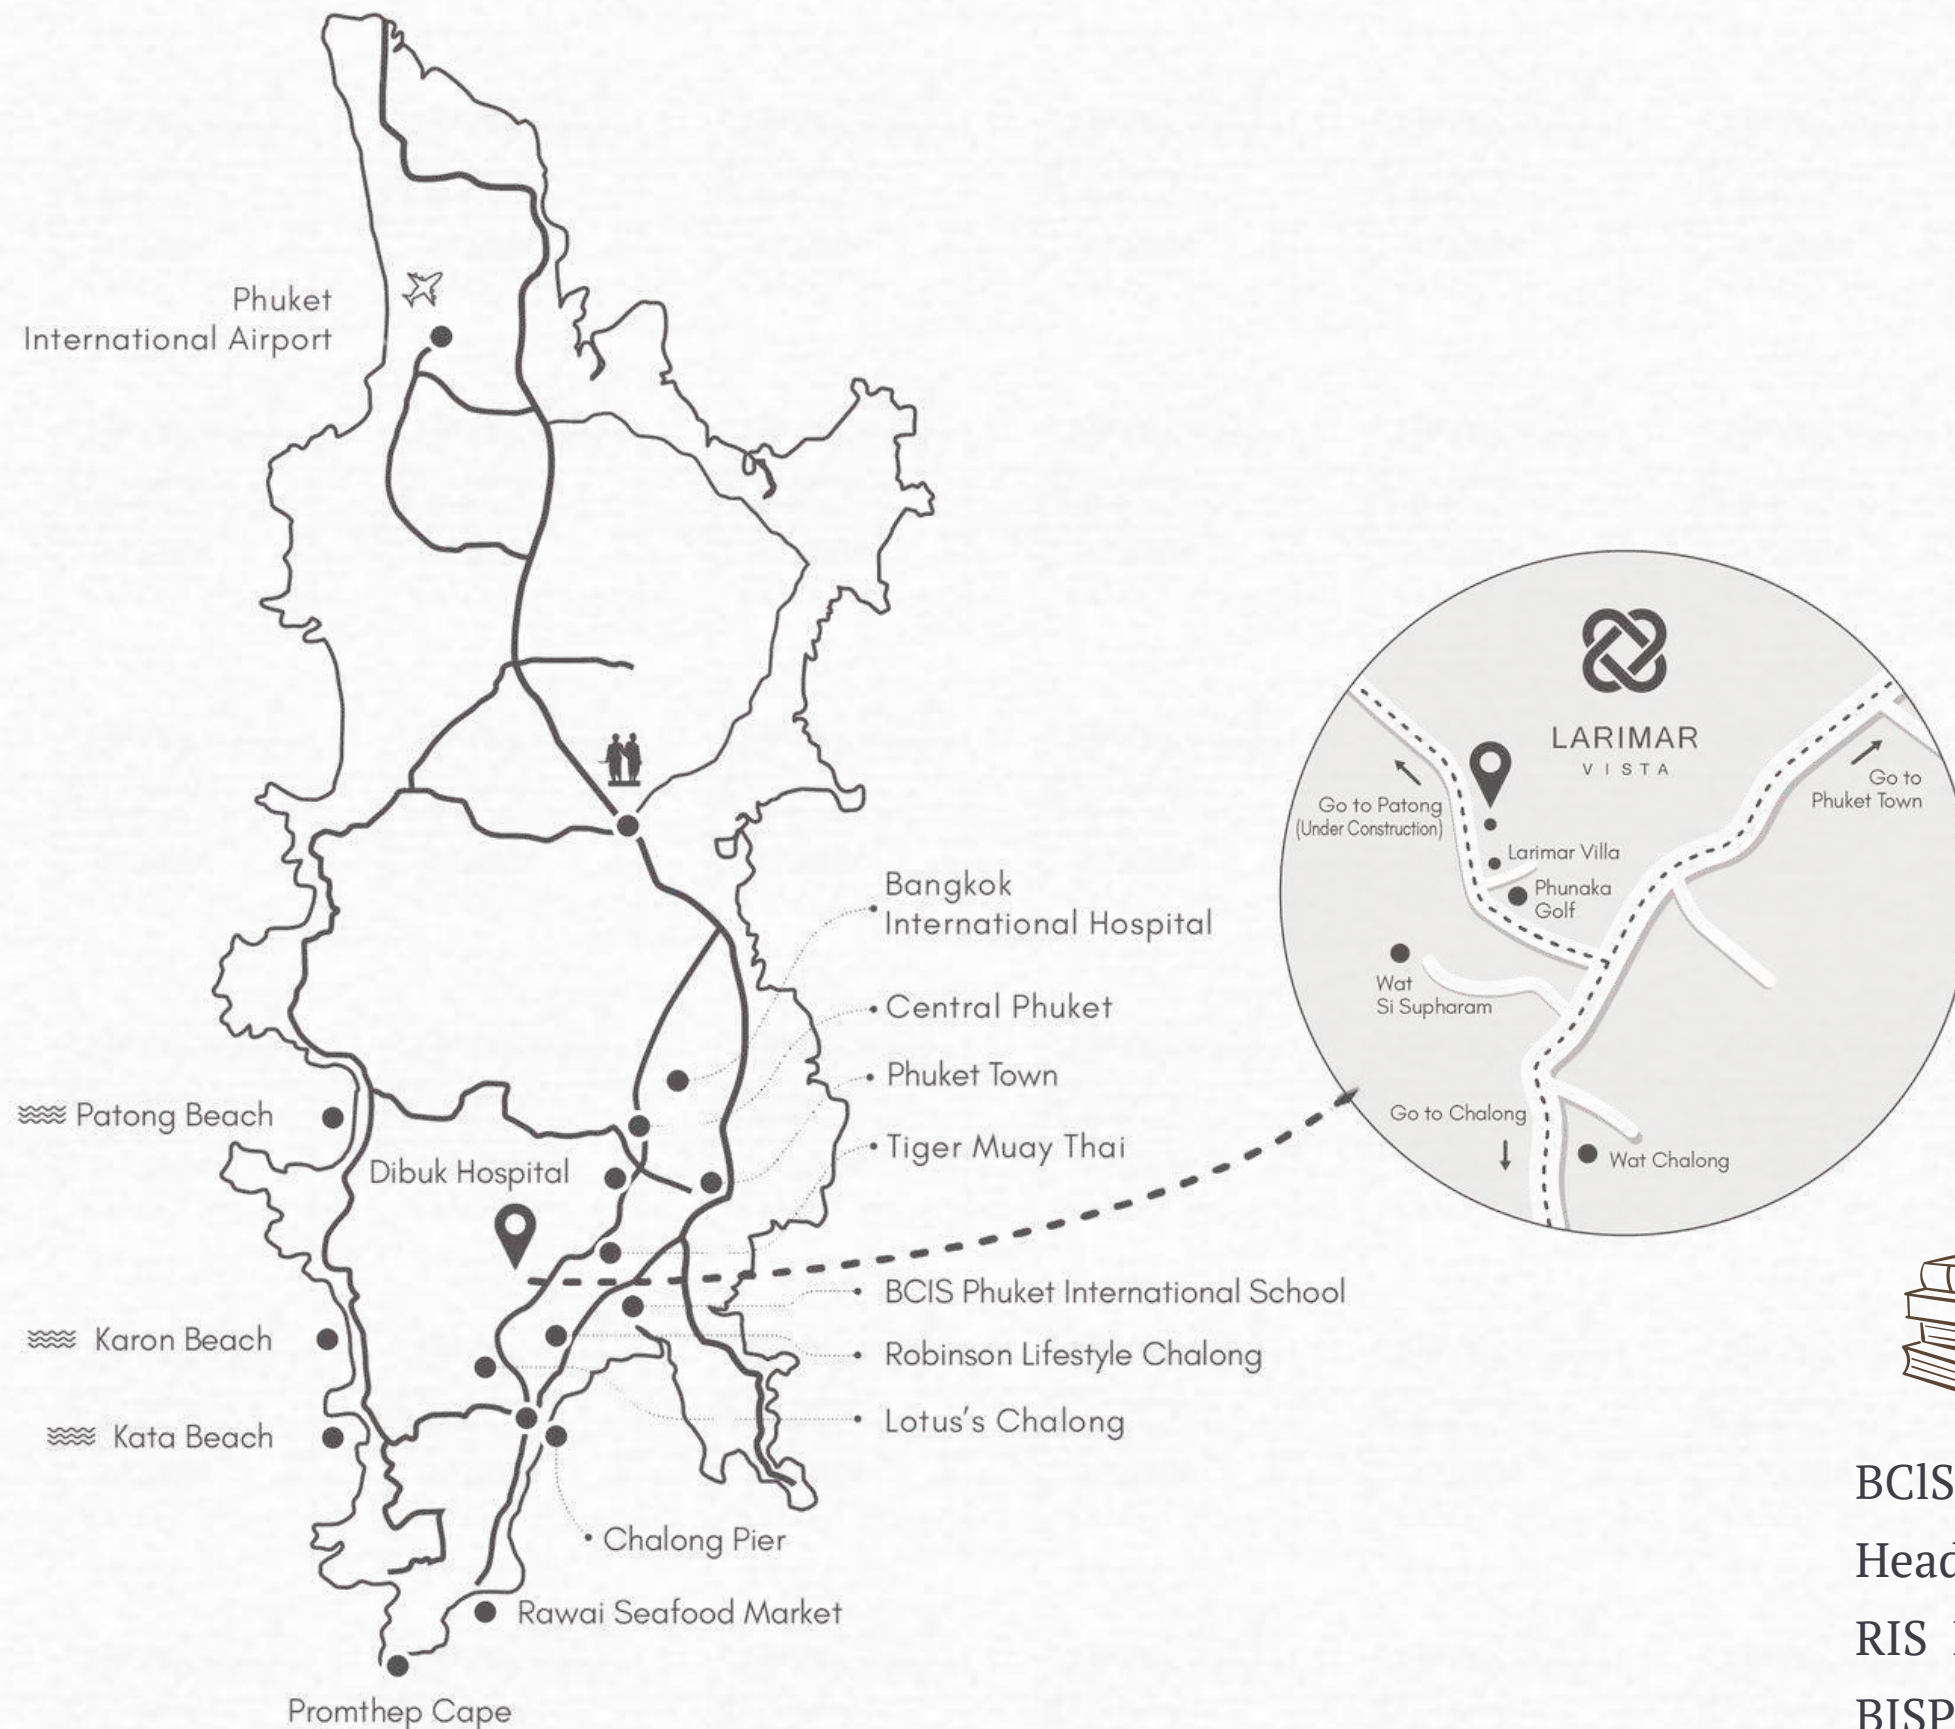 Phuket
International Airport
Bangkok
International Hospital
Central Phuket
Phuket Town
Tiger Muay Thai
Patong Beach
Dibuk Hospital
BCIS Phuket International School
Karon Beach
Robinson Lifestyle Chalong
Lotus's Chalong
Kata Beach
Chalong Pier
Rawai Seafood Market
Promthep Cape
LARIMAR
VISTA
Go to Patong
(Under Construction)
Go to
Phuket Town
Larimar Villa
Phunaka
Golf
Wat
Si Supharam
Go to Chalong
Wat Chalong
BClS
Head
RIS
BISP